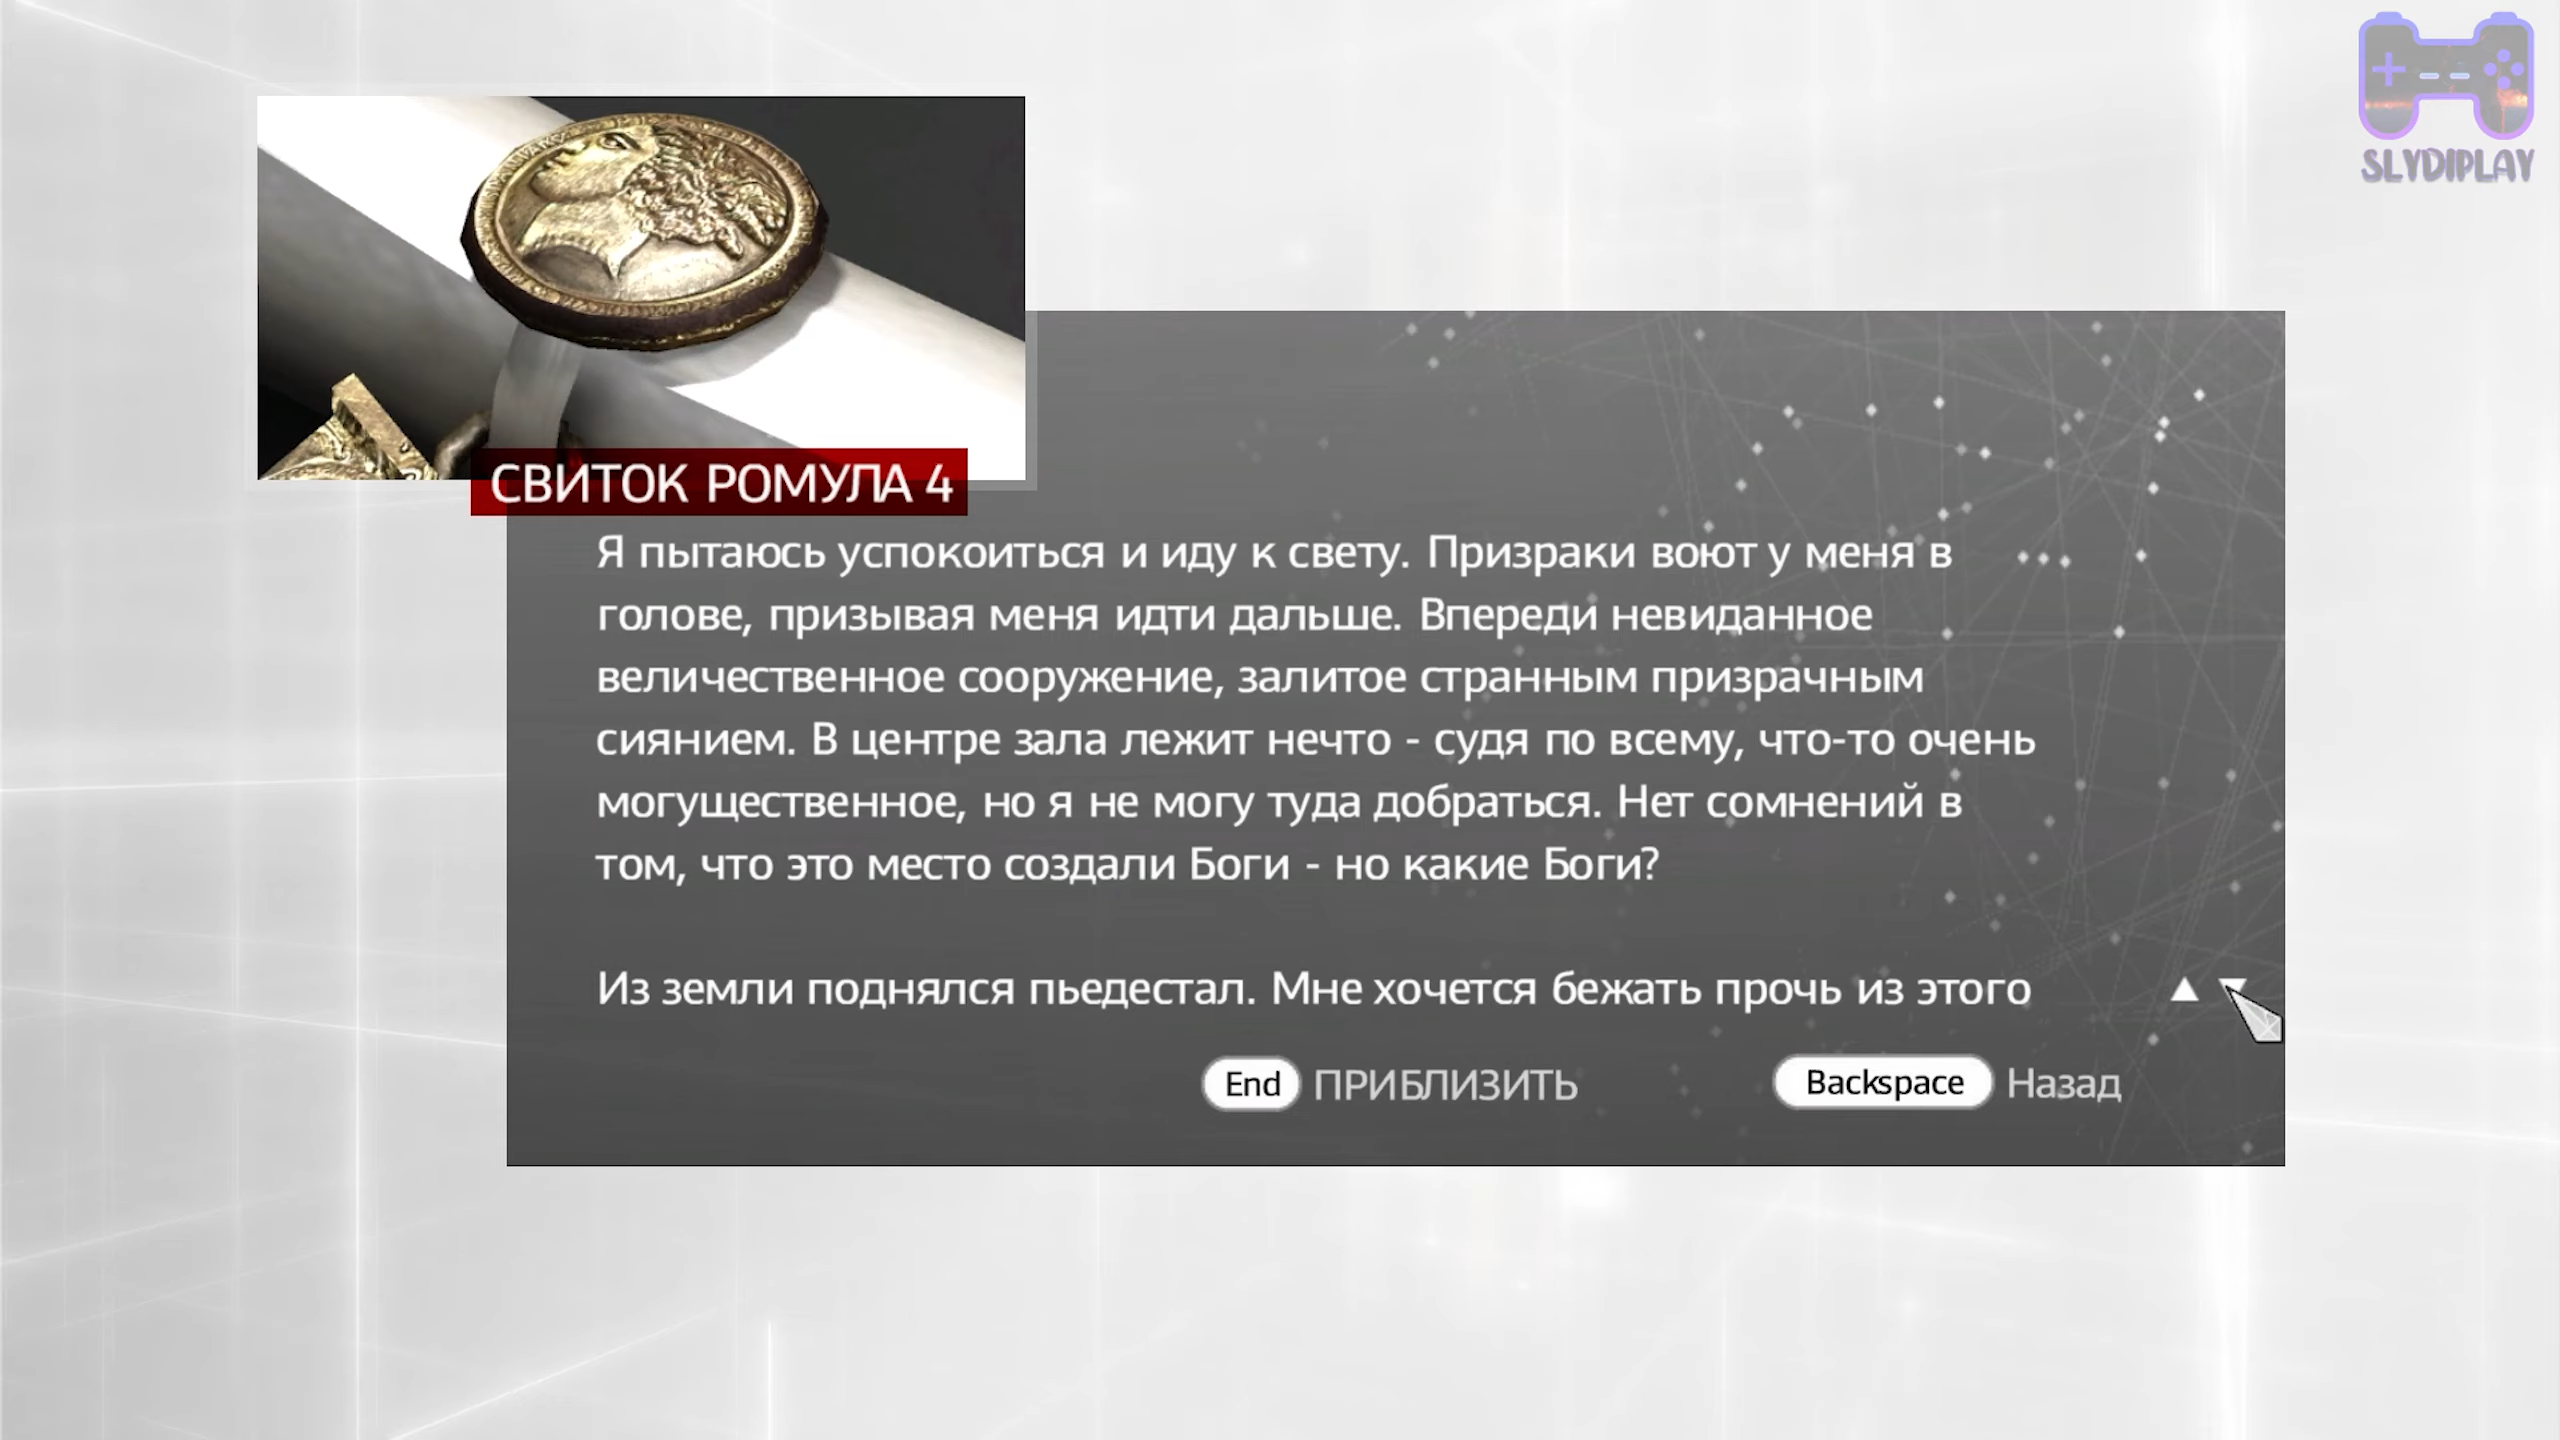 SLYDIPLAY
СВИТОК РОМУЛА 4
Я пытаюсь успокоиться и иду к свету. Призраки воют у меня в
голове, призывая меня идти дальше. Впереди невиданное
величественное сооружение, залитое странным призрачным
сиянием. В центре зала лежит нечто - судя по всему, что-то очень
могущественное, но я не могу туда добраться. Нет сомнений в
том, что это место создали Боги - но какие Боги?
Из земли поднялся пьедестал. Мне хочется бежать прочь из этого
End ПРИБЛИЗИТЬ Backspace Назад